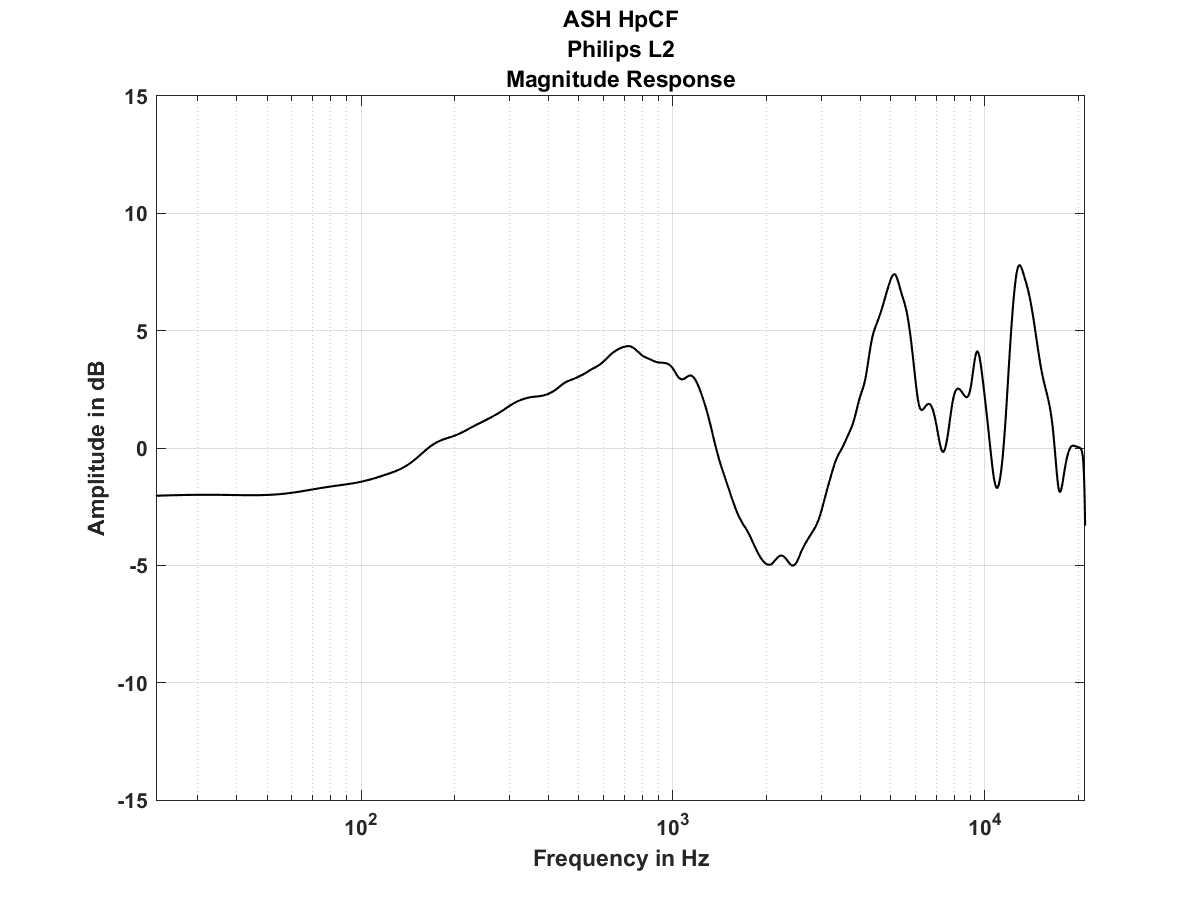 ASH HpCF
Philips L2
Magnitude Response
15
10
5
0
-5
-10
-15
Amplitude in dB
10² 10³ 10⁴
Frequency in Hz